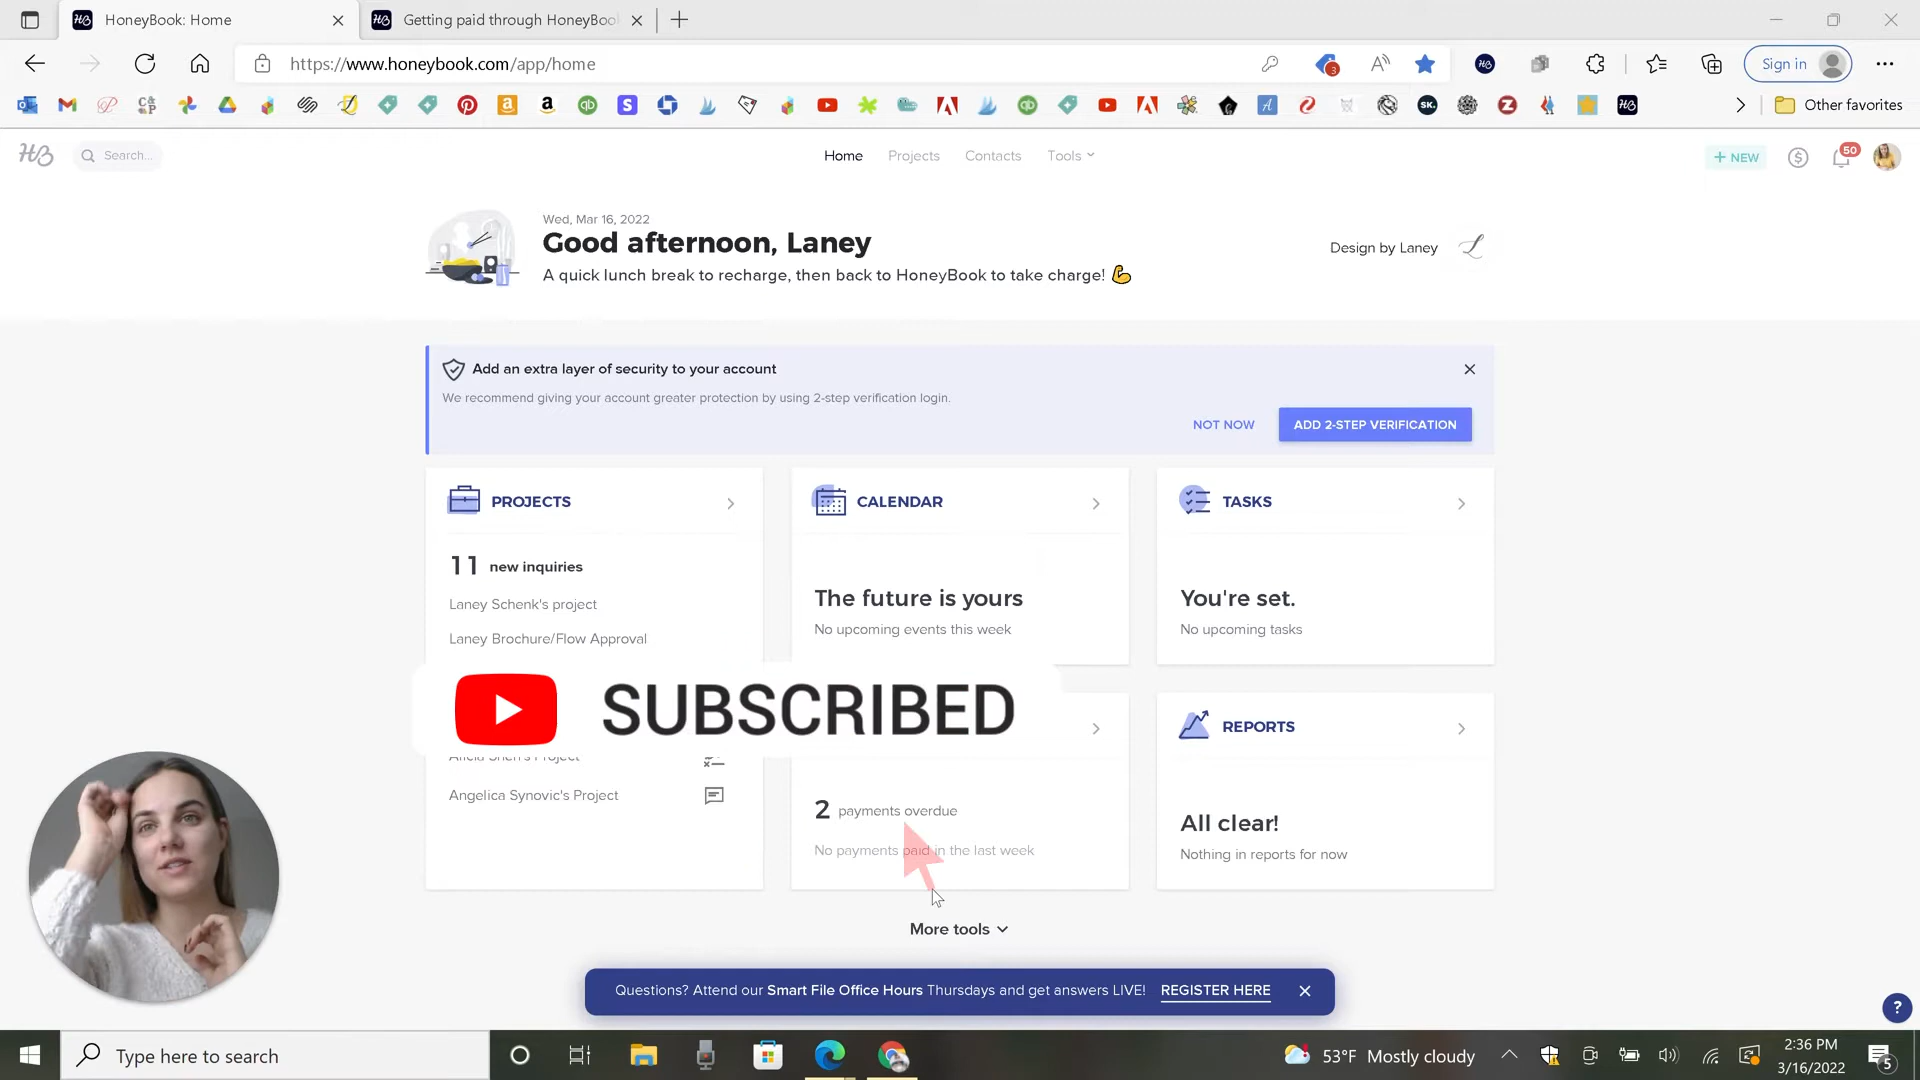 HoneyBook: Home
Getting paid through HoneyBoo
https://www.honeybook.com/app/home
3
Sign in
Other favorites
Search...
Home
Projects
Contacts
Tools
+ NEW
50
Wed, Mar 16, 2022
Good afternoon, Laney
A quick lunch break to recharge, then back to HoneyBook to take charge! 💪
Design by Laney
Add an extra layer of security to your account
We recommend giving your account greater protection by using 2-step verification login.
NOT NOW
ADD 2-STEP VERIFICATION
PROJECTS
11 new inquiries
Laney Schenk's project
Laney Brochure/Flow Approval
CALENDAR
The future is yours
No upcoming events this week
TASKS
You're set.
No upcoming tasks
SUBSCRIBED
Angelica Synovic's Project
2 payments overdue
No payments paid in the last week
REPORTS
All clear!
Nothing in reports for now
More tools
Questions? Attend our Smart File Office Hours Thursdays and get answers LIVE! REGISTER HERE
?
Type here to search
53°F Mostly cloudy
2:36 PM
3/16/2022
5